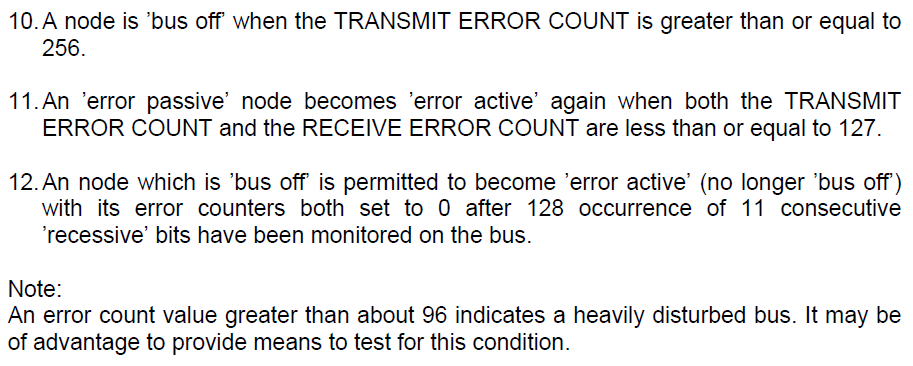 10. A node is ’bus off’ when the TRANSMIT ERROR COUNT is greater than or equal to
256.
11. An ’error passive’ node becomes ’error active’ again when both the TRANSMIT
ERROR COUNT and the RECEIVE ERROR COUNT are less than or equal to 127.
12. An node which is ’bus off’ is permitted to become ’error active’ (no longer ’bus off’)
with its error counters both set to 0 after 128 occurrence of 11 consecutive
’recessive’ bits have been monitored on the bus.
Note:
An error count value greater than about 96 indicates a heavily disturbed bus. It may be
of advantage to provide means to test for this condition.